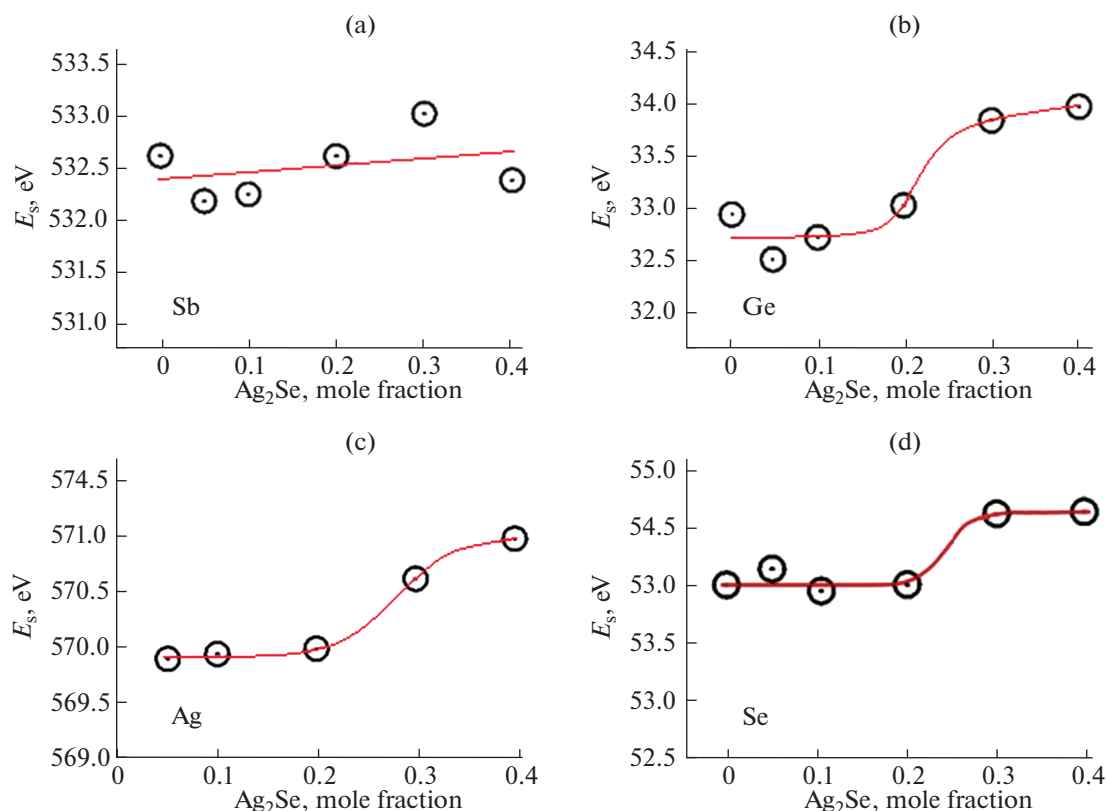 (a)
533.5
533.0
532.5
532.0
531.5
531.0
E_s, eV
Sb
0 0.1 0.2 0.3 0.4
Ag₂Se, mole fraction
(b)
34.5
34.0
33.5
33.0
32.5
32.0
E_s, eV
Ge
0 0.1 0.2 0.3 0.4
Ag₂Se, mole fraction
(c)
574.5
571.0
570.5
570.0
569.5
569.0
E_s, eV
Ag
0 0.1 0.2 0.3 0.4
Ag₂Se, mole fraction
(d)
55.0
54.5
53.0
53.5
53.0
52.5
E_s, eV
Se
0 0.1 0.2 0.3 0.4
Ag₂Se, mole fraction